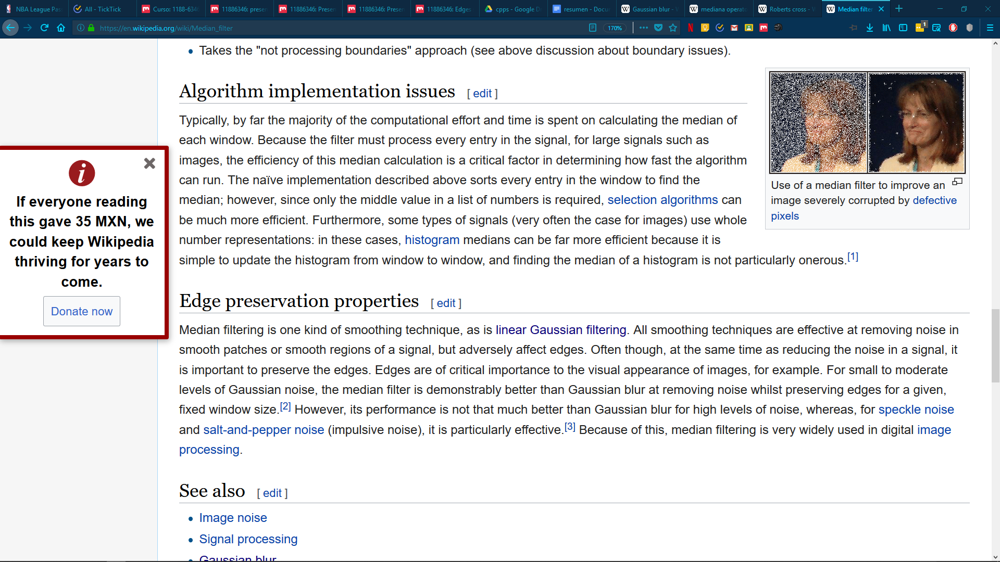 NBA League Pas
All - TickTick
Curso: 1188-6346
11886346: presen
11886346: Presen
11886346: Presen
11886346: Edges
cpps - Google D
resumen - Docu
Gaussian blur - W
mediana operato
Roberts cross - W
Median filter
https://en.wikipedia.org/wiki/Median_filter
170%
1
Takes the "not processing boundaries" approach (see above discussion about boundary issues).
Algorithm implementation issues [ edit ]
Typically, by far the majority of the computational effort and time is spent on calculating the median of
each window. Because the filter must process every entry in the signal, for large signals such as
images, the efficiency of this median calculation is a critical factor in determining how fast the algorithm
can run. The naïve implementation described above sorts every entry in the window to find the
median; however, since only the middle value in a list of numbers is required, selection algorithms can
be much more efficient. Furthermore, some types of signals (very often the case for images) use whole
number representations: in these cases, histogram medians can be far more efficient because it is
simple to update the histogram from window to window, and finding the median of a histogram is not particularly onerous.[1]
Use of a median filter to improve an
image severely corrupted by defective
pixels
i
If everyone reading
this gave 35 MXN, we
could keep Wikipedia
thriving for years to
come.
Donate now
Edge preservation properties [ edit ]
Median filtering is one kind of smoothing technique, as is linear Gaussian filtering. All smoothing techniques are effective at removing noise in
smooth patches or smooth regions of a signal, but adversely affect edges. Often though, at the same time as reducing the noise in a signal, it
is important to preserve the edges. Edges are of critical importance to the visual appearance of images, for example. For small to moderate
levels of Gaussian noise, the median filter is demonstrably better than Gaussian blur at removing noise whilst preserving edges for a given,
fixed window size.[2] However, its performance is not that much better than Gaussian blur for high levels of noise, whereas, for speckle noise
and salt-and-pepper noise (impulsive noise), it is particularly effective.[3] Because of this, median filtering is very widely used in digital image
processing.
See also [ edit ]
Image noise
Signal processing
Gaussian blur